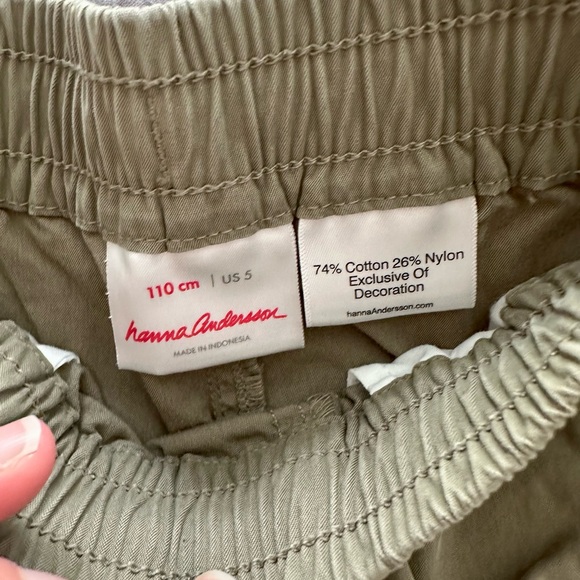 110 cm | US 5
hanna Andersson
MADE IN INDONESIA
74% Cotton 26% Nylon
Exclusive Of
Decoration
hannaAndersson.com